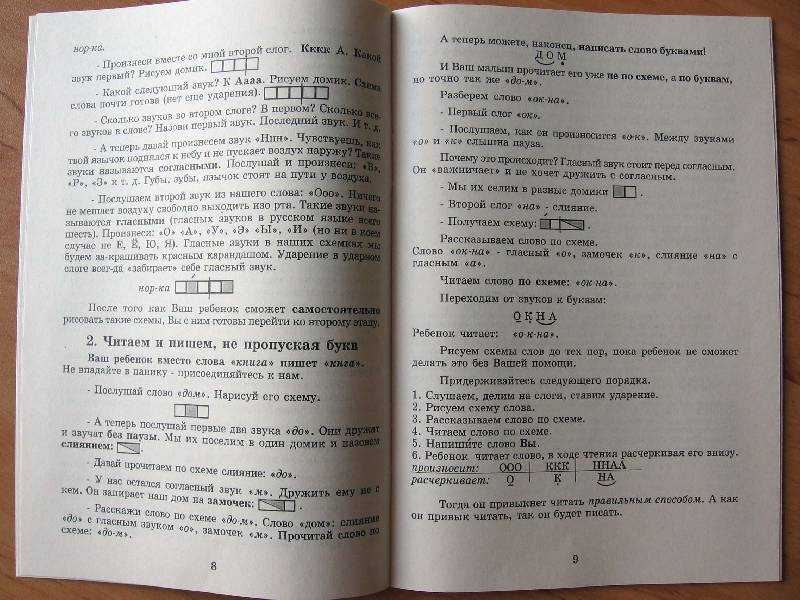 нор-ка.
- Произнеси вместе со мной второй слог. Кккк А. Какой
звук первый? Рисуем домик.
- Какой следующий звук? К Аааа. Рисуем домик. Схема
слова почти готова (нет еще ударения).
- Сколько звуков во втором слоге? В первом? Сколько все-
го звуков в слове? Назови первый звук. Последний звук. И т. д.
- А теперь давай произнесем звук «Ннн». Чувствуешь, как
твой язычок поднялся к небу и не пускает воздух наружу? Такие
звуки называются согласными. Послушай и произнеси: «В»,
«Р», «З» и т. д. Губы, зубы, язычок стоят на пути у воздуха.
- Послушаем второй звук из нашего слова: «Ооо». Ничего
не мешает воздуху свободно выходить изо рта. Такие звуки на-
зываются гласными (гласных звуков в русском языке всего
шесть). Произнеси: «О» «А», «У», «Э» «Ы», «И» (но ни в коем
случае не Е, Ё, Ю, Я). Гласные звуки в наших схемках мы
будем за-крашивать красным карандашом. Ударение в ударном
слоге всег-да «забирает» себе гласный звук.
нор-ка
После того как Ваш ребенок сможет самостоятельно
рисовать такие схемы, Вы с ним готовы перейти ко второму этапу.
2. Читаем и пишем, не пропуская букв
Ваш ребенок вместо слова «книга» пишет «кнга».
Не впадайте в панику - присоединяйтесь к нам.
- Послушай слово «дом». Нарисуй его схему.
- А теперь послушай первые два звука «до». Они дружат
и звучат без паузы. Мы их поселим в один домик и назовем
слиянием:
- Давай прочитаем по схеме слияние: «до».
- У нас остался согласный звук «м». Дружить ему не с
кем. Он запирает наш дом на замочек:
- Расскажи слово по схеме «до-м». Слово «дом»: слияние
«до» с гласным звуком «о», замочек «м». Прочитай слово по
схеме: «до-м».
8
А теперь можете, наконец, написать слово буквами!
ДОМ
И Ваш малыш прочитает его уже не по схеме, а по буквам,
но точно так же «до-м».
Разберем слово «ок-на».
- Первый слог «ок».
- Послушаем, как он произносится «о-к». Между звуками
«о» и «к» слышна пауза.
Почему это происходит? Гласный звук стоит перед согласным.
Он «важничает» и не хочет дружить с согласным.
- Мы их селим в разные домики .
- Второй слог «на» - слияние.
- Получаем схему: .
Рассказываем слово по схеме.
Слово «ок-на» - гласный «о», замочек «к», слияние «на» с
гласным «а».
Читаем слово по схеме: «ок-на».
Переходим от звуков к буквам:
ОКНА
Ребенок читает: «о-к-на».
Рисуем схемы слов до тех пор, пока ребенок не сможет
делать это без Вашей помощи.
Придерживайтесь следующего порядка.
1. Слушаем, делим на слоги, ставим ударение.
2. Рисуем схему слова.
3. Рассказываем слово по схеме.
4. Читаем слово по схеме.
5. Напишите слово Вы.
6. Ребенок читает слово, в ходе чтения расчеркивая его внизу.
произносит: ООО ККК ННАА
расчеркивает: О К НА
Тогда он привыкнет читать правильным способом. А как
он привык читать, так он будет писать.
9